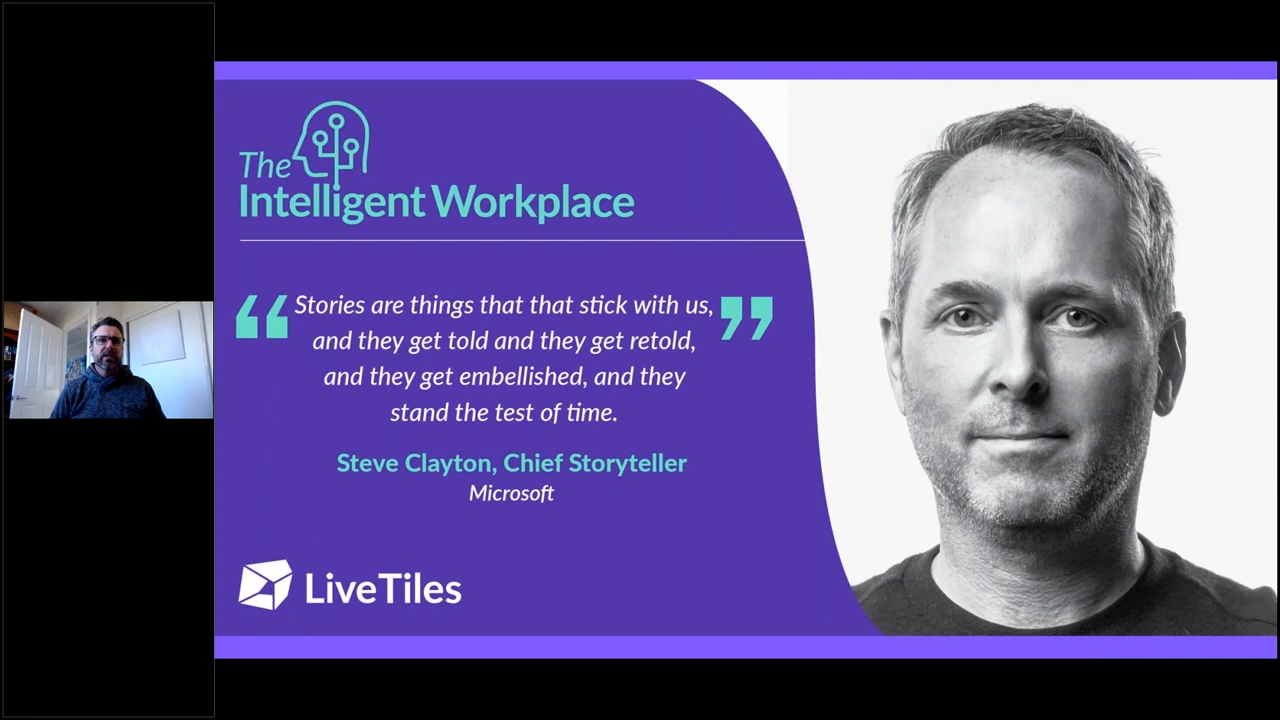 The
Intelligent Workplace
“Stories are things that that stick with us,”
and they get told and they get retold,
and they get embellished, and they
stand the test of time.
Steve Clayton, Chief Storyteller
Microsoft
LiveTiles